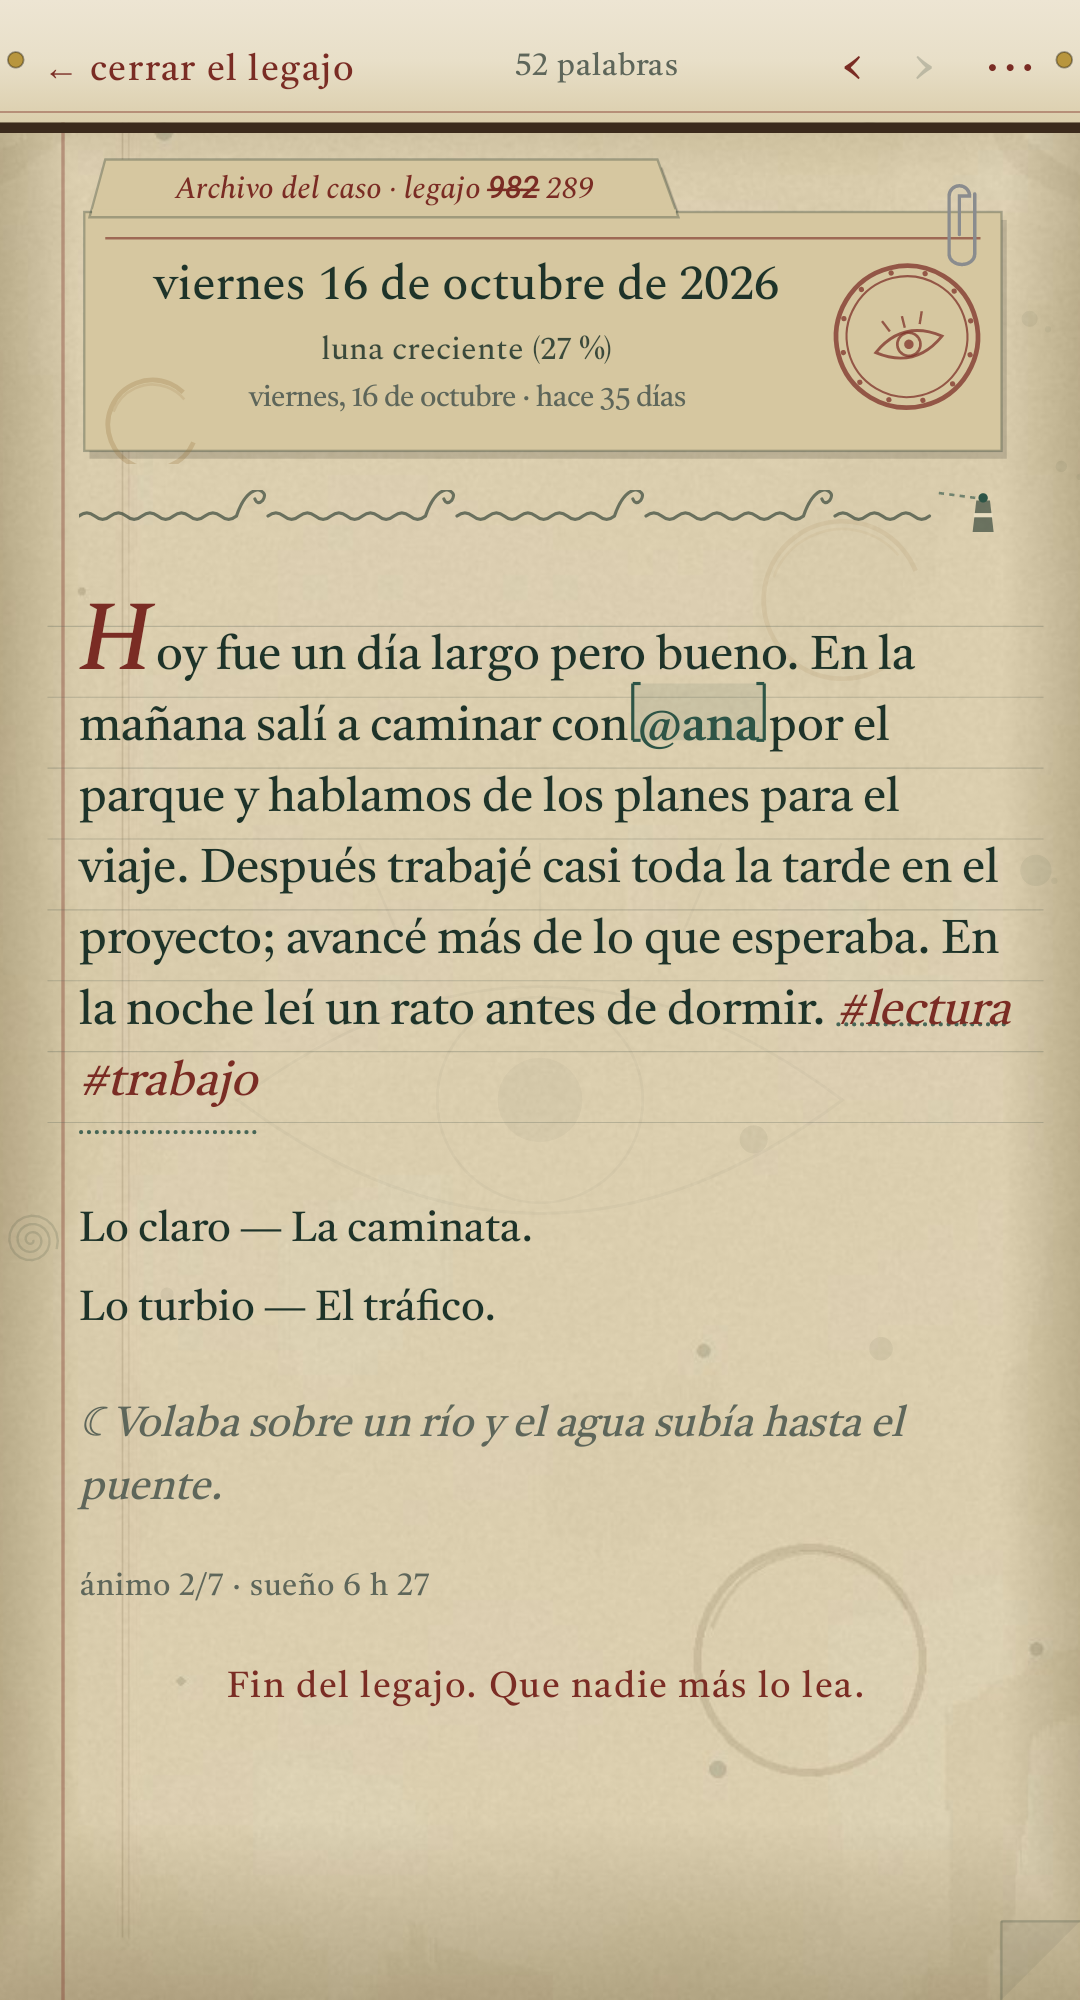 ← cerrar el legajo
52 palabras
Archivo del caso · legajo 982 289
viernes 16 de octubre de 2026
luna creciente (27 %)
viernes, 16 de octubre · hace 35 días
Hoy fue un día largo pero bueno. En la
mañana salí a caminar con @ana por el
parque y hablamos de los planes para el
viaje. Después trabajé casi toda la tarde en el
proyecto; avancé más de lo que esperaba. En
la noche leí un rato antes de dormir. #lectura
#trabajo
Lo claro — La caminata.
Lo turbio — El tráfico.
☾ Volaba sobre un río y el agua subía hasta el
puente.
ánimo 2/7 · sueño 6 h 27
Fin del legajo. Que nadie más lo lea.